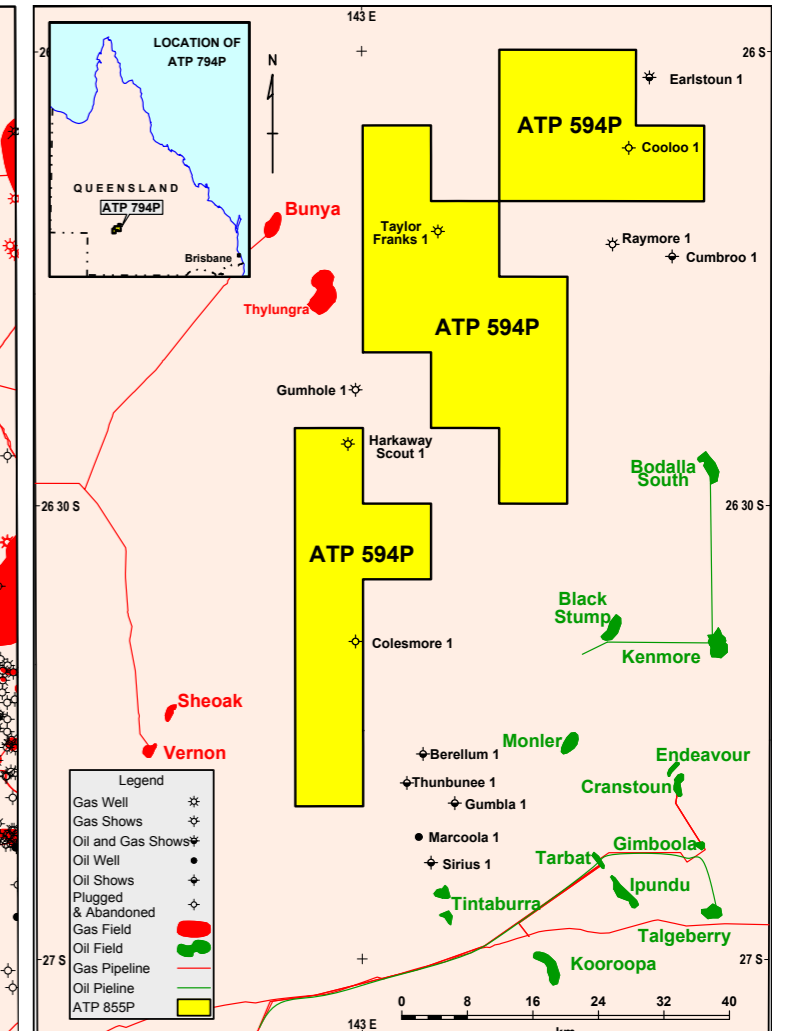 143 E
26 S
LOCATION OF
ATP 794P
N
QUEENSLAND
ATP 794P
Brisbane
Earlstoun 1
ATP 594P
Cooloo 1
Bunya
Taylor
Franks 1
Raymore 1
Cumbroo 1
Thylungra
ATP 594P
Gumhole 1
Harkaway
Scout 1
Bodalla
South
26 30 S
26 30 S
ATP 594P
Black
Stump
Colesmore 1
Kenmore
Sheoak
Vernon
Monler
Berellum 1
Endeavour
Thunbunee 1
Cranstoun
Gumbla 1
Marcoola 1
Gimboola
Sirius 1
Tarbat
Ipundu
Tintaburra
Talgeberry
27 S
Kooroopa
Legend
Gas Well
Gas Shows
Oil and Gas Shows
Oil Well
Oil Shows
Plugged
& Abandoned
Gas Field
Oil Field
Gas Pipeline
Oil Pieline
ATP 855P
143 E
0 8 16 24 32 40